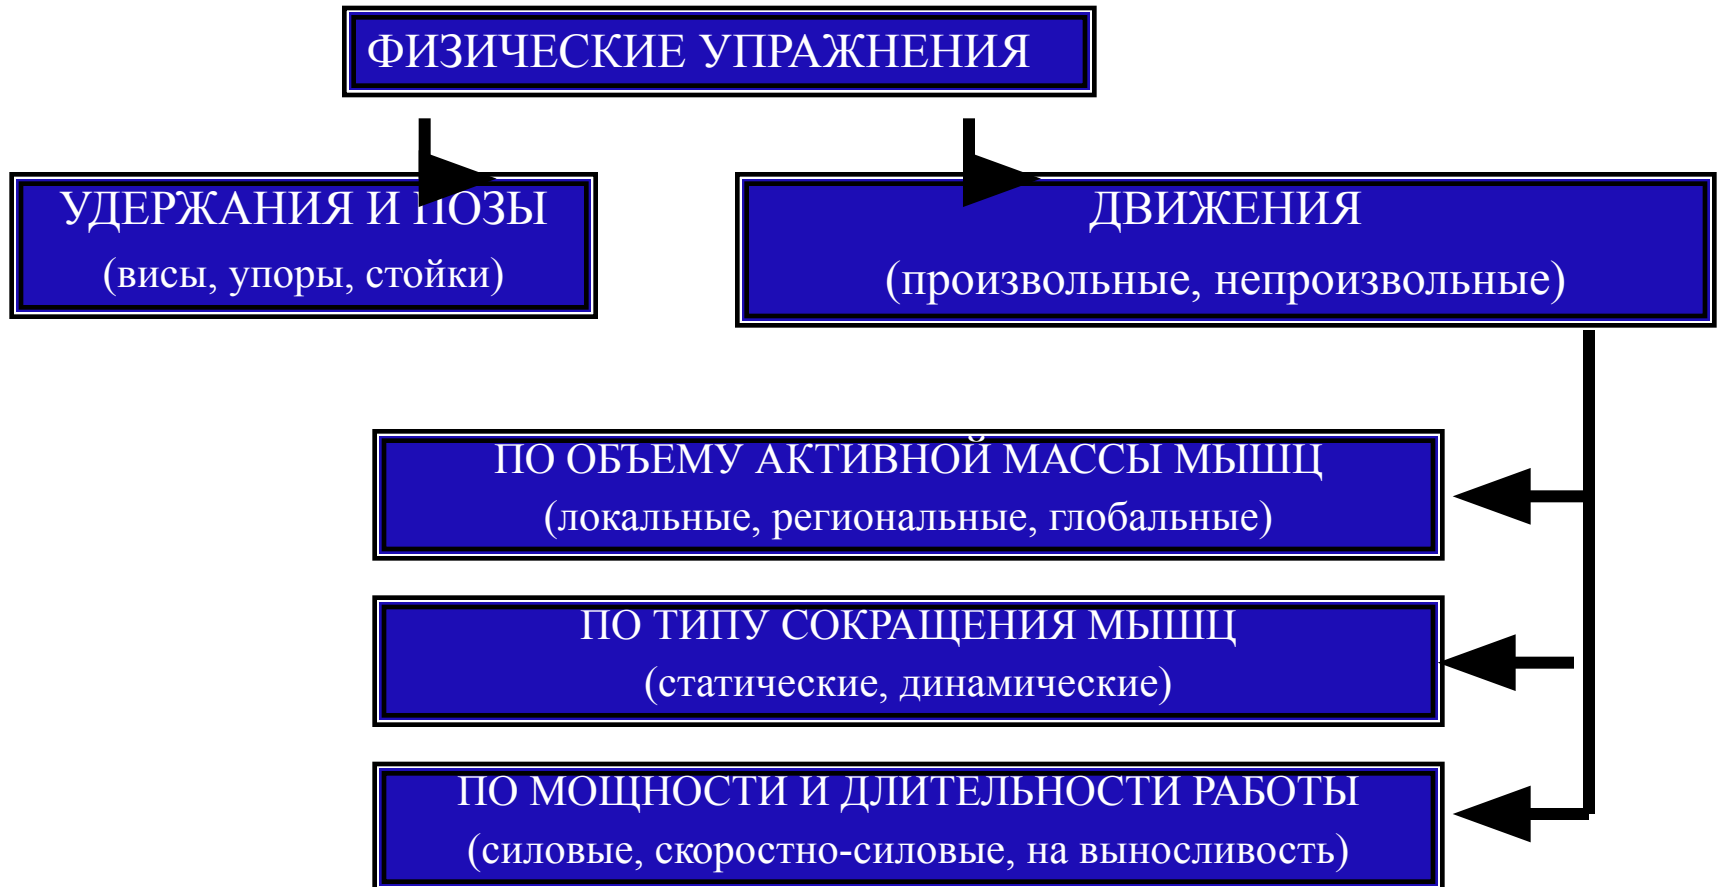 ФИЗИЧЕСКИЕ УПРАЖНЕНИЯ
УДЕРЖАНИЯ И ПОЗЫ
(висы, упоры, стойки)
ДВИЖЕНИЯ
(произвольные, непроизвольные)
ПО ОБЪЕМУ АКТИВНОЙ МАССЫ МЫШЦ
(локальные, региональные, глобальные)
ПО ТИПУ СОКРАЩЕНИЯ МЫШЦ
(статические, динамические)
ПО МОЩНОСТИ И ДЛИТЕЛЬНОСТИ РАБОТЫ
(силовые, скоростно-силовые, на выносливость)